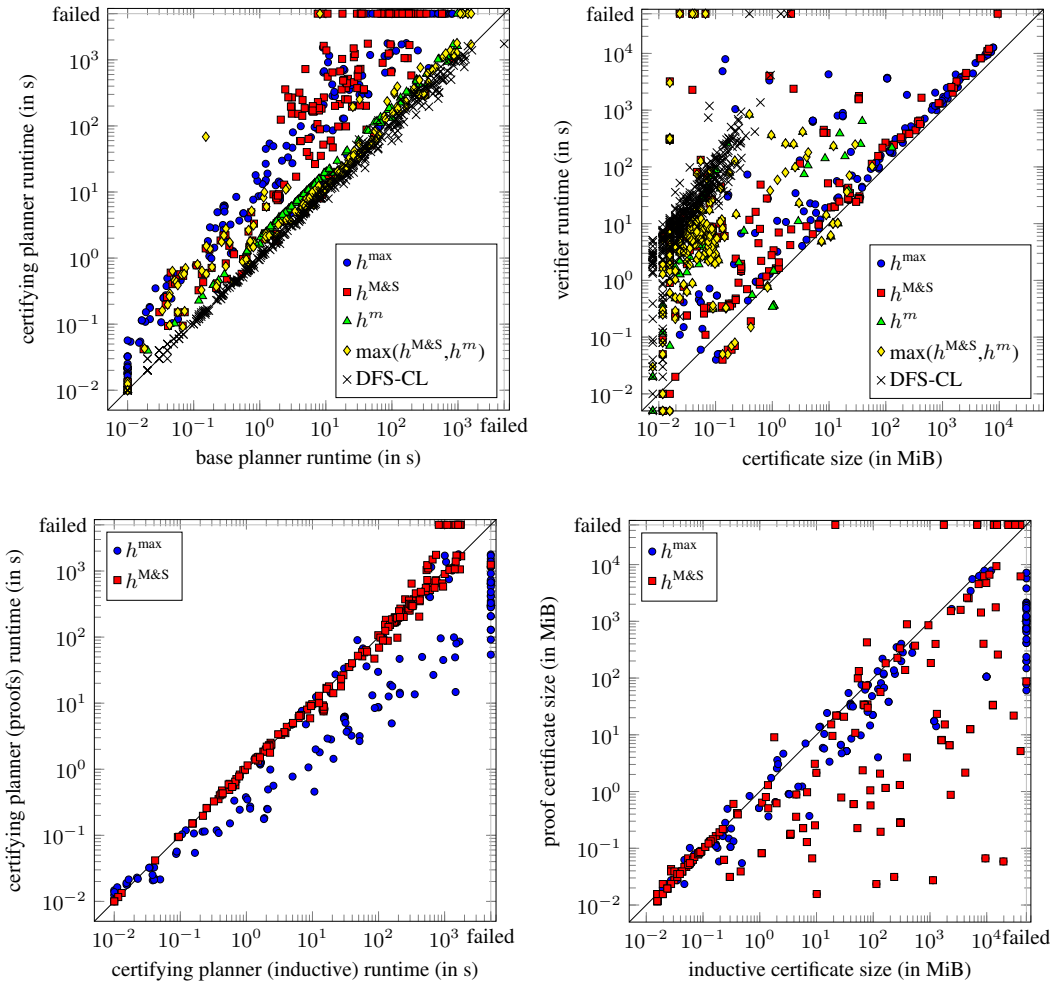 failed
10^3
10^2
10^1
10^0
10^−1
10^−2
10^−2 10^−1 10^0 10^1 10^2 10^3 failed
base planner runtime (in s)
certifying planner runtime (in s)
h^max
h^M&S
h^m
max(h^M&S,h^m)
DFS-CL
failed
10^4
10^3
10^2
10^1
10^0
10^−1
10^−2
10^−2 10^−1 10^0 10^1 10^2 10^3 10^4
certificate size (in MiB)
verifier runtime (in s)
h^max
h^M&S
h^m
max(h^M&S,h^m)
DFS-CL
failed
10^3
10^2
10^1
10^0
10^−1
10^−2
10^−2 10^−1 10^0 10^1 10^2 10^3 failed
certifying planner (inductive) runtime (in s)
certifying planner (proofs) runtime (in s)
h^max
h^M&S
failed
10^4
10^3
10^2
10^1
10^0
10^−1
10^−2
10^−2 10^−1 10^0 10^1 10^2 10^3 10^4 failed
inductive certificate size (in MiB)
proof certificate size (in MiB)
h^max
h^M&S